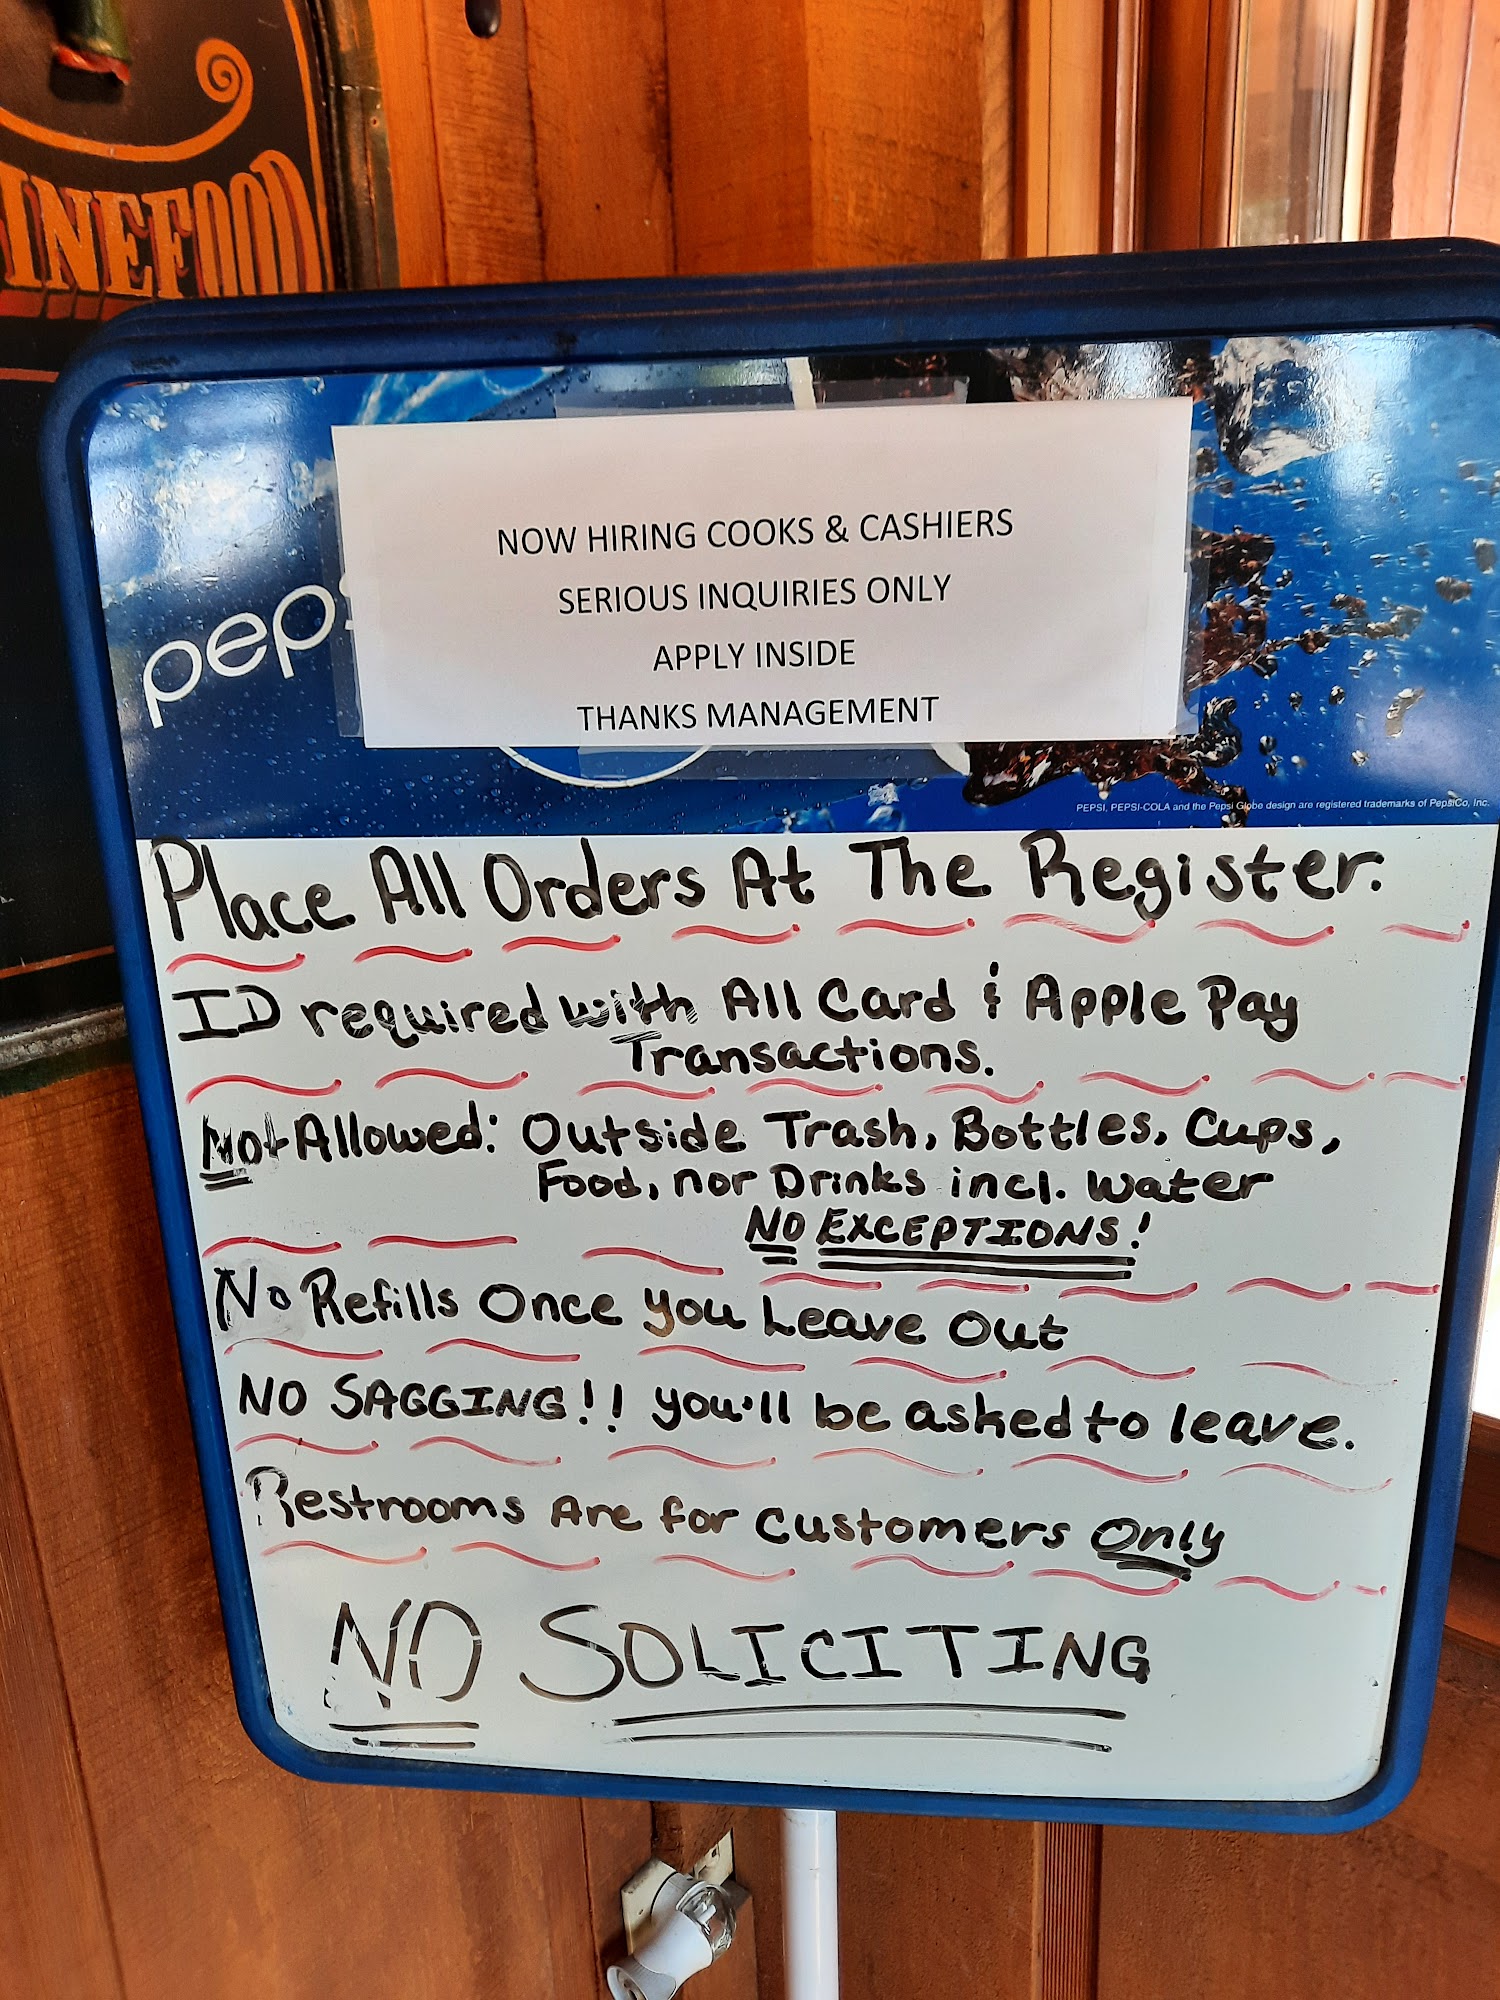 INEFOOD
peps
NOW HIRING COOKS & CASHIERS
SERIOUS INQUIRIES ONLY
APPLY INSIDE
THANKS MANAGEMENT
PEPSI, PEPSI-COLA and the Pepsi Globe design are registered trademarks of PepsiCo, Inc.
Place All Orders At The Register.
ID required with All Card & Apple Pay
Transactions.
Not Allowed: Outside Trash, Bottles, Cups,
Food, nor Drinks incl. Water
NO EXCEPTIONS!
No Refills Once you Leave Out
NO SAGGING!! you'll be asked to leave.
Restrooms Are for Customers Only
NO SOLICITING